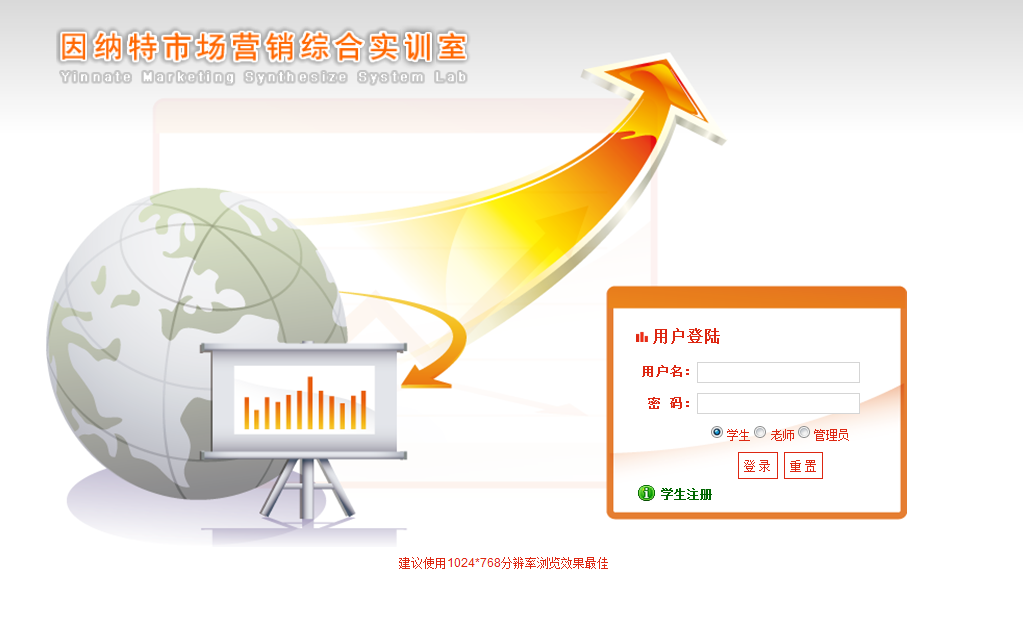 因纳特市场营销综合实训室
Yinnate Marketing Synthesize System Lab
用户登陆
用户名：
密 码：
学生 老师 管理员
登录 重置
学生注册
建议使用1024*768分辨率浏览效果最佳